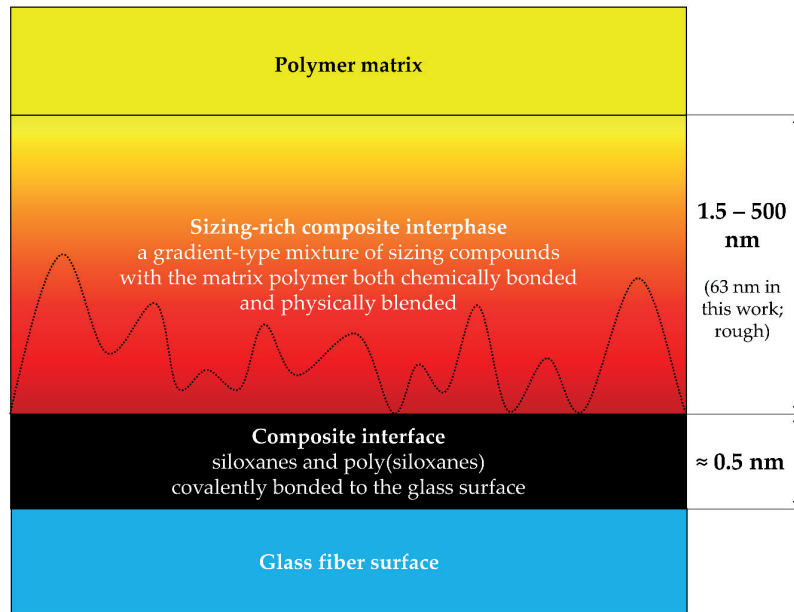 Polymer matrix
Sizing-rich composite interphase
a gradient-type mixture of sizing compounds
with the matrix polymer both chemically bonded
and physically blended
1.5 – 500
nm
(63 nm in
this work;
rough)
Composite interface
siloxanes and poly(siloxanes)
covalently bonded to the glass surface
≈ 0.5 nm
Glass fiber surface